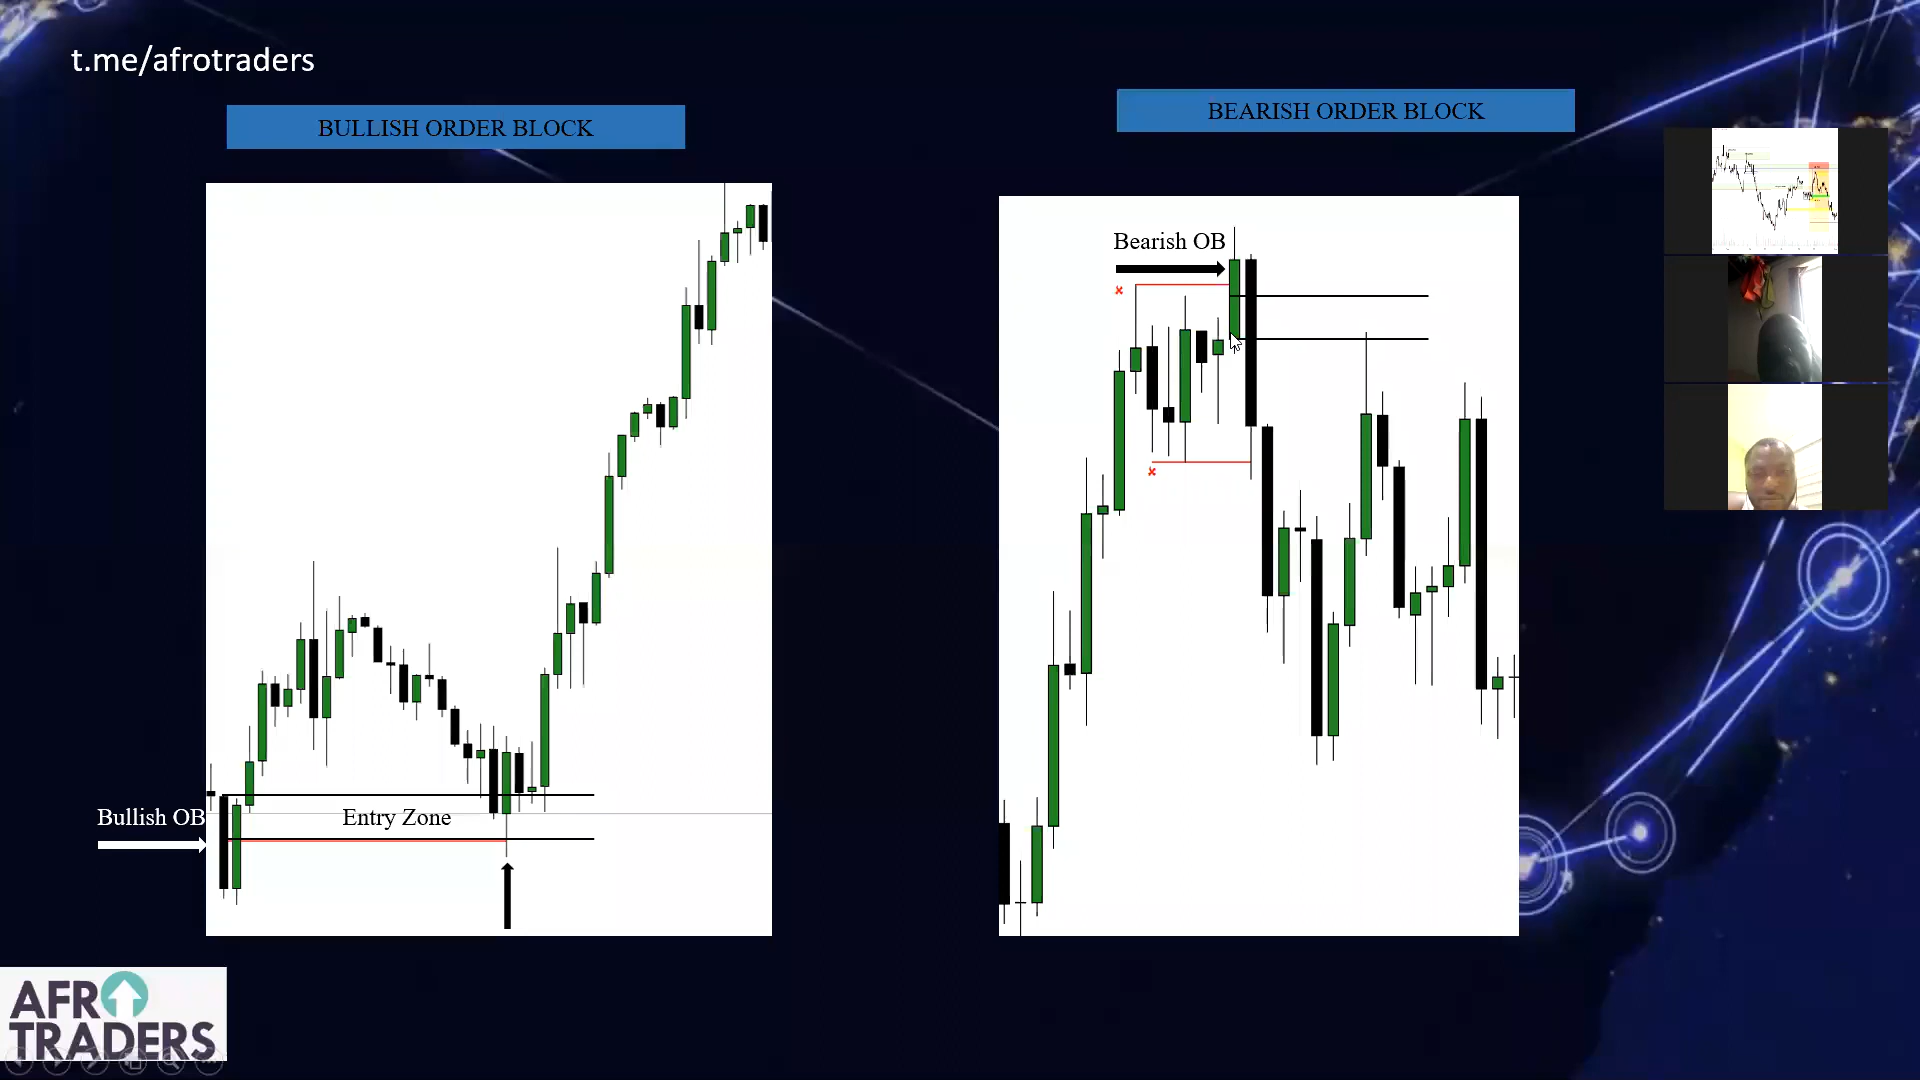 t.me/afrotraders
BULLISH ORDER BLOCK
BEARISH ORDER BLOCK
Bearish OB
x
x
Bullish OB
Entry Zone
AFR
TRADERS